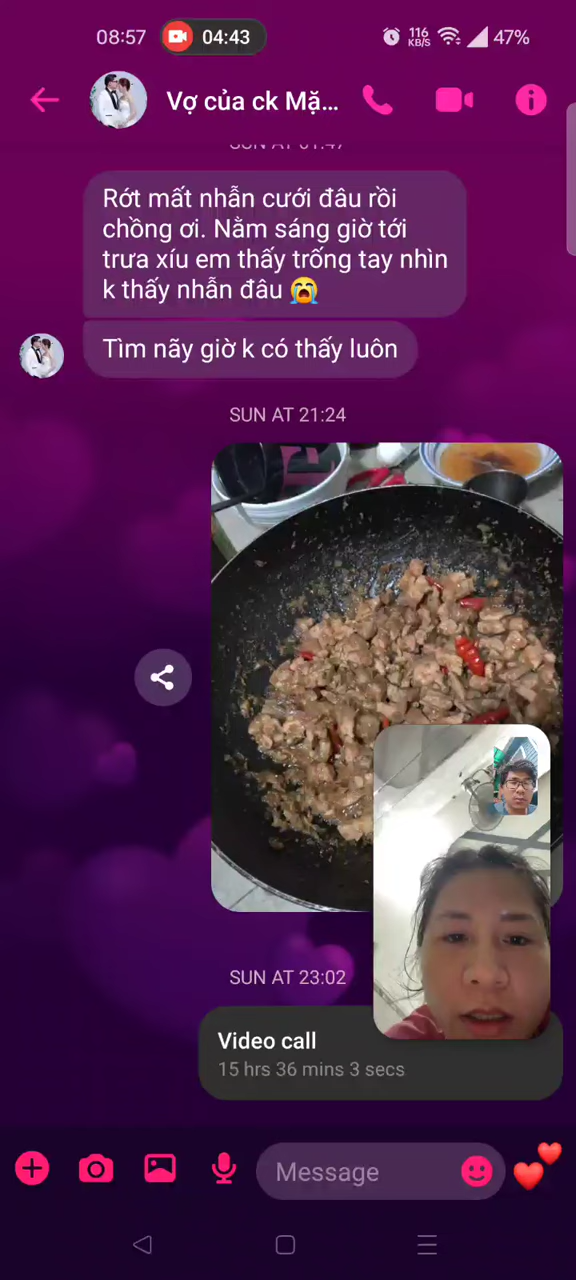 08:57
04:43
116
KB/S
47%
Vợ của ck Mặ...
Rớt mất nhẫn cưới đâu rồi
chồng ơi. Nằm sáng giờ tới
trưa xíu em thấy trống tay nhìn
k thấy nhẫn đâu 😭
Tìm nãy giờ k có thấy luôn
SUN AT 21:24
SUN AT 23:02
Video call
15 hrs 36 mins 3 secs
Message